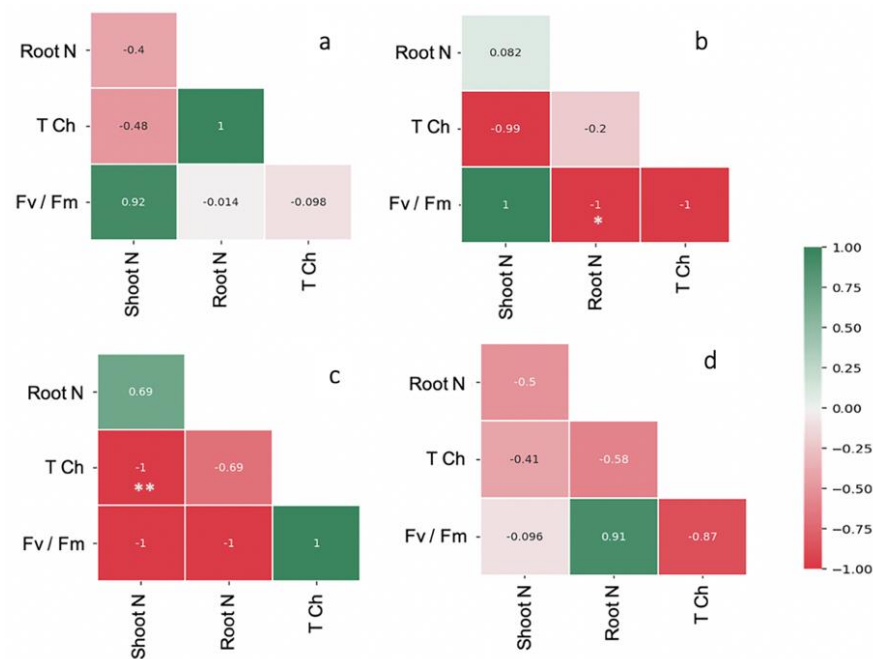 a
Root N
-0.4
T Ch
-0.48
1
Fv / Fm
0.92
-0.014
-0.098
Shoot N
Root N
T Ch
b
Root N
0.082
T Ch
-0.99
-0.2
Fv / Fm
1
-1
*
-1
Shoot N
Root N
T Ch
1.00
0.75
0.50
0.25
0.00
−0.25
−0.50
−0.75
−1.00
c
Root N
0.69
T Ch
-1
**
-0.69
Fv / Fm
-1
-1
1
Shoot N
Root N
T Ch
d
Root N
-0.5
T Ch
-0.41
-0.58
Fv / Fm
-0.096
0.91
-0.87
Shoot N
Root N
T Ch